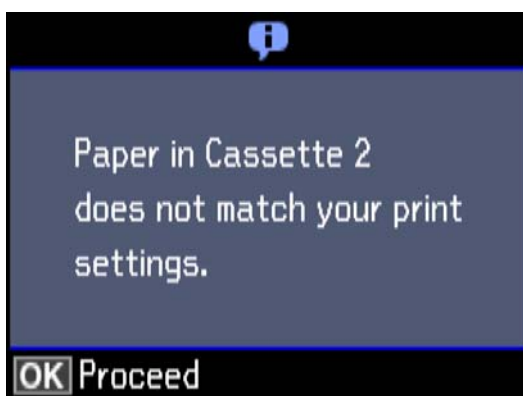 Paper in Cassette 2
does not match your print
settings.
OK Proceed